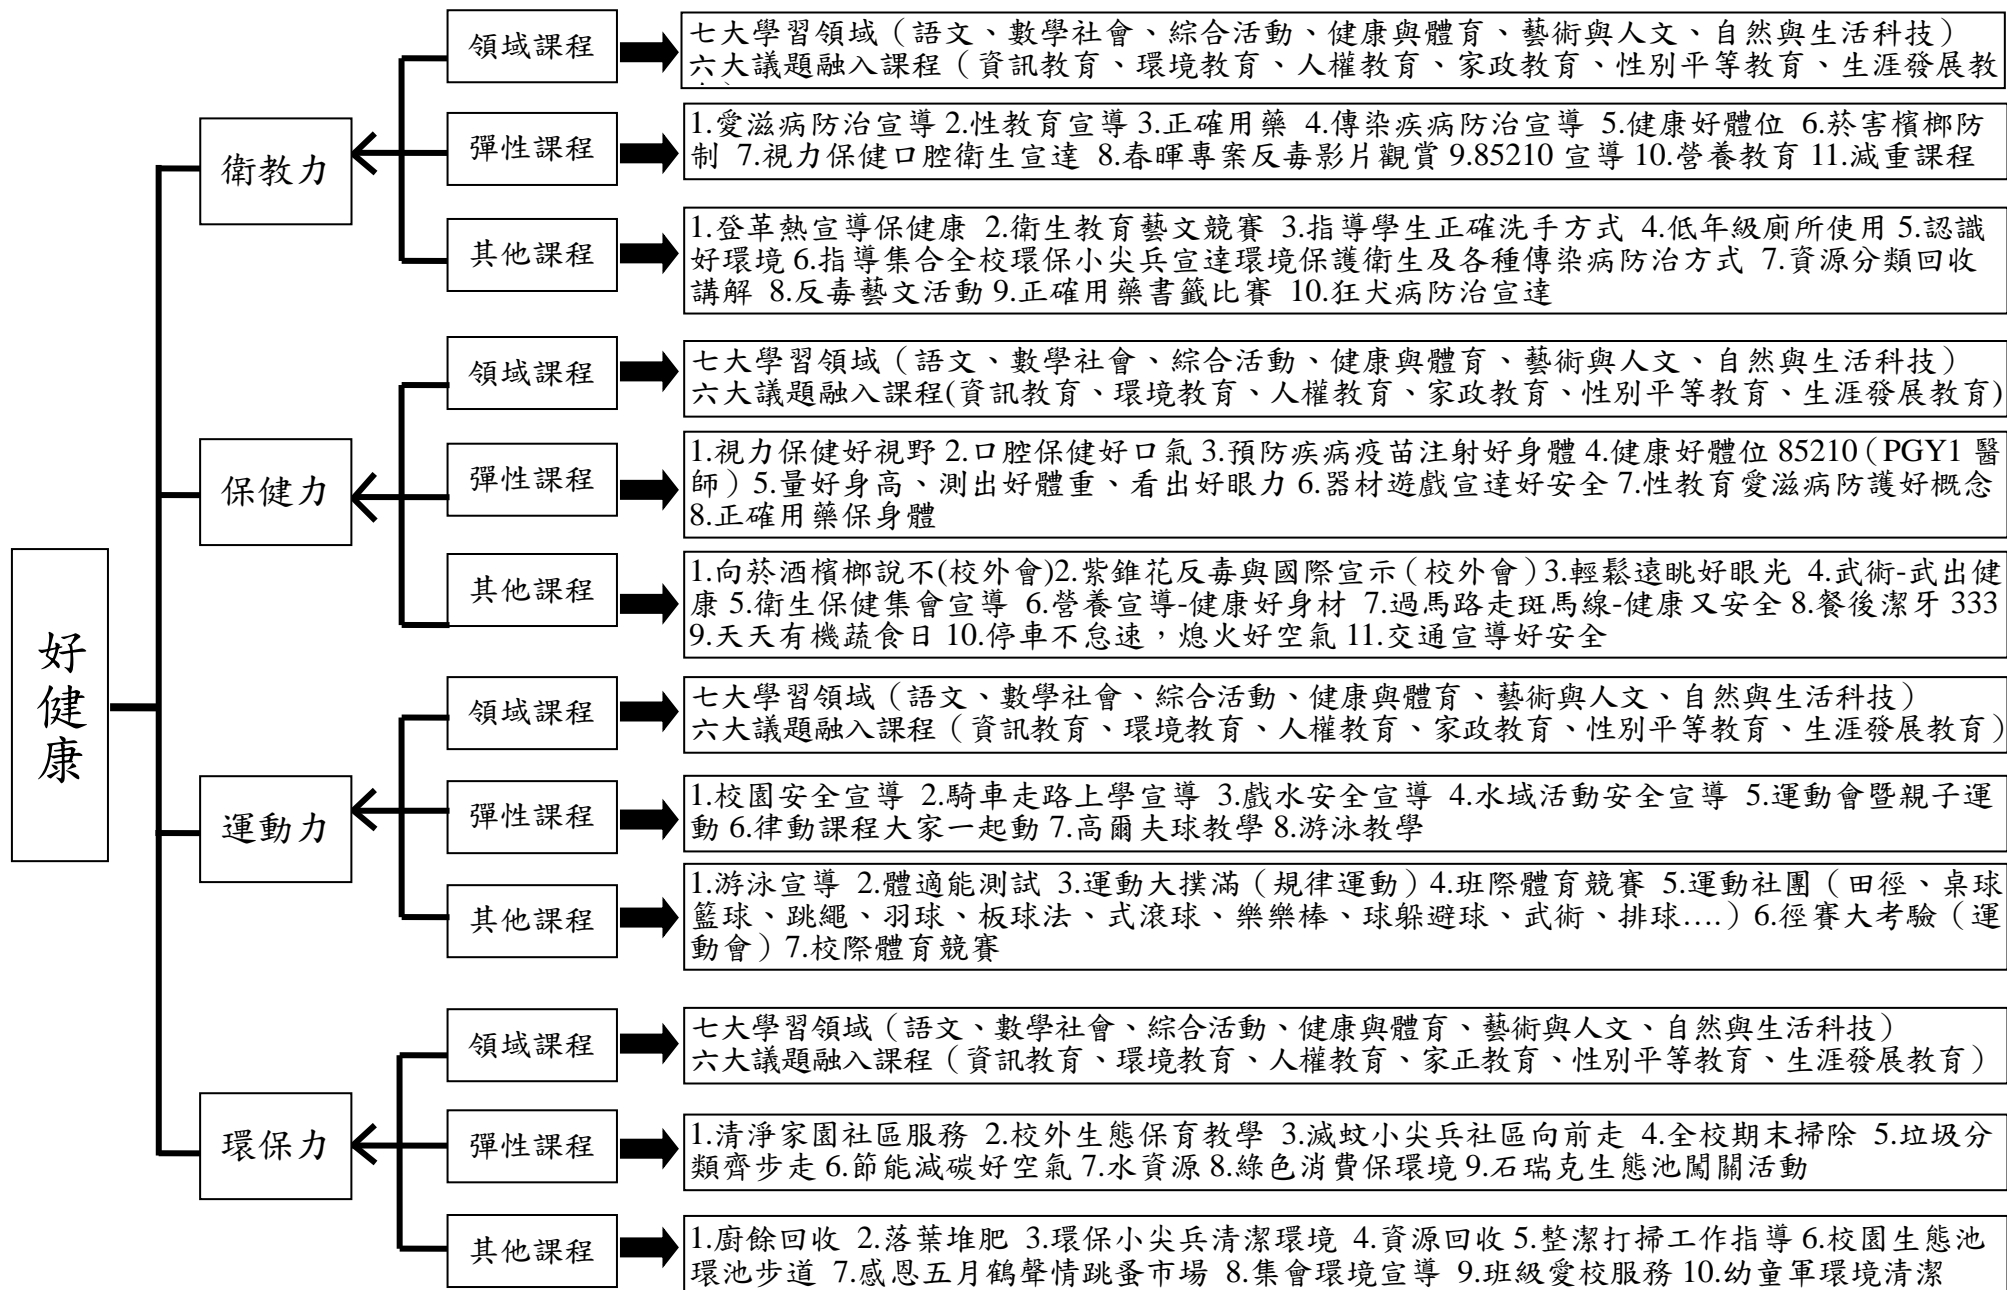 好健康
衛教力
領域課程
七大學習領域（語文、數學社會、綜合活動、健康與體育、藝術與人文、自然與生活科技）
六大議題融入課程（資訊教育、環境教育、人權教育、家政教育、性別平等教育、生涯發展教
彈性課程
1.愛滋病防治宣導 2.性教育宣導 3.正確用藥 4.傳染疾病防治宣導 5.健康好體位 6.菸害檳榔防
制 7.視力保健口腔衛生宣達 8.春暉專案反毒影片觀賞 9.85210 宣導 10.營養教育 11.減重課程
其他課程
1.登革熱宣導保健康 2.衛生教育藝文競賽 3.指導學生正確洗手方式 4.低年級廁所使用 5.認識
好環境 6.指導集合全校環保小尖兵宣達環境保護衛生及各種傳染病防治方式 7.資源分類回收
講解 8.反毒藝文活動 9.正確用藥書籤比賽 10.狂犬病防治宣達
保健力
領域課程
七大學習領域（語文、數學社會、綜合活動、健康與體育、藝術與人文、自然與生活科技）
六大議題融入課程(資訊教育、環境教育、人權教育、家政教育、性別平等教育、生涯發展教育)
彈性課程
1.視力保健好視野 2.口腔保健好口氣 3.預防疾病疫苗注射好身體 4.健康好體位 85210（PGY1 醫
師）5.量好身高、測出好體重、看出好眼力 6.器材遊戲宣達好安全 7.性教育愛滋病防護好概念
8.正確用藥保身體
其他課程
1.向菸酒檳榔說不(校外會)2.紫錐花反毒與國際宣示（校外會）3.輕鬆遠眺好眼光 4.武術-武出健
康 5.衛生保健集會宣導 6.營養宣導-健康好身材 7.過馬路走斑馬線-健康又安全 8.餐後潔牙 333
9.天天有機蔬食日 10.停車不怠速，熄火好空氣 11.交通宣導好安全
運動力
領域課程
七大學習領域（語文、數學社會、綜合活動、健康與體育、藝術與人文、自然與生活科技）
六大議題融入課程（資訊教育、環境教育、人權教育、家政教育、性別平等教育、生涯發展教育）
彈性課程
1.校園安全宣導 2.騎車走路上學宣導 3.戲水安全宣導 4.水域活動安全宣導 5.運動會暨親子運
動 6.律動課程大家一起動 7.高爾夫球教學 8.游泳教學
其他課程
1.游泳宣導 2.體適能測試 3.運動大撲滿（規律運動）4.班際體育競賽 5.運動社團（田徑、桌球
籃球、跳繩、羽球、板球法、式滾球、樂樂棒、球躲避球、武術、排球....）6.徑賽大考驗（運
動會）7.校際體育競賽
環保力
領域課程
七大學習領域（語文、數學社會、綜合活動、健康與體育、藝術與人文、自然與生活科技）
六大議題融入課程（資訊教育、環境教育、人權教育、家正教育、性別平等教育、生涯發展教育）
彈性課程
1.清淨家園社區服務 2.校外生態保育教學 3.滅蚊小尖兵社區向前走 4.全校期末掃除 5.垃圾分
類齊步走 6.節能減碳好空氣 7.水資源 8.綠色消費保環境 9.石瑞克生態池闖關活動
其他課程
1.廚餘回收 2.落葉堆肥 3.環保小尖兵清潔環境 4.資源回收 5.整潔打掃工作指導 6.校園生態池
環池步道 7.感恩五月鶴聲情跳蚤市場 8.集會環境宣導 9.班級愛校服務 10.幼童軍環境清潔